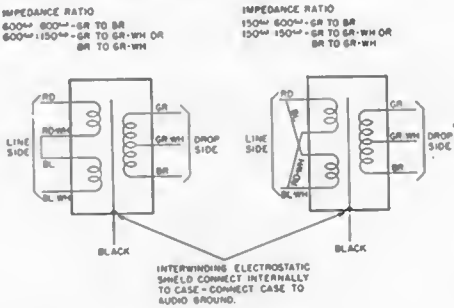 IMPEDANCE RATIO
600ω 600ω-GR TO BR
600ω:150ω-GR TO GR-WH OR
BR TO GR-WH
IMPEDANCE RATIO
150ω 600ω-GR TO BR
150ω 150ω-GR TO GR-WH OR
BR TO GR-WH
RD
RD-WH
BL
BL-WH
LINE
SIDE
GR
GR-WH
BR
DROP
SIDE
BLACK
RD
BL
RD-WH
BL-WH
LINE
SIDE
GR
GR-WH
BR
DROP
SIDE
BLACK
INTERWINDING ELECTROSTATIC
SHIELD CONNECT INTERNALLY
TO CASE - CONNECT CASE TO
AUDIO GROUND.